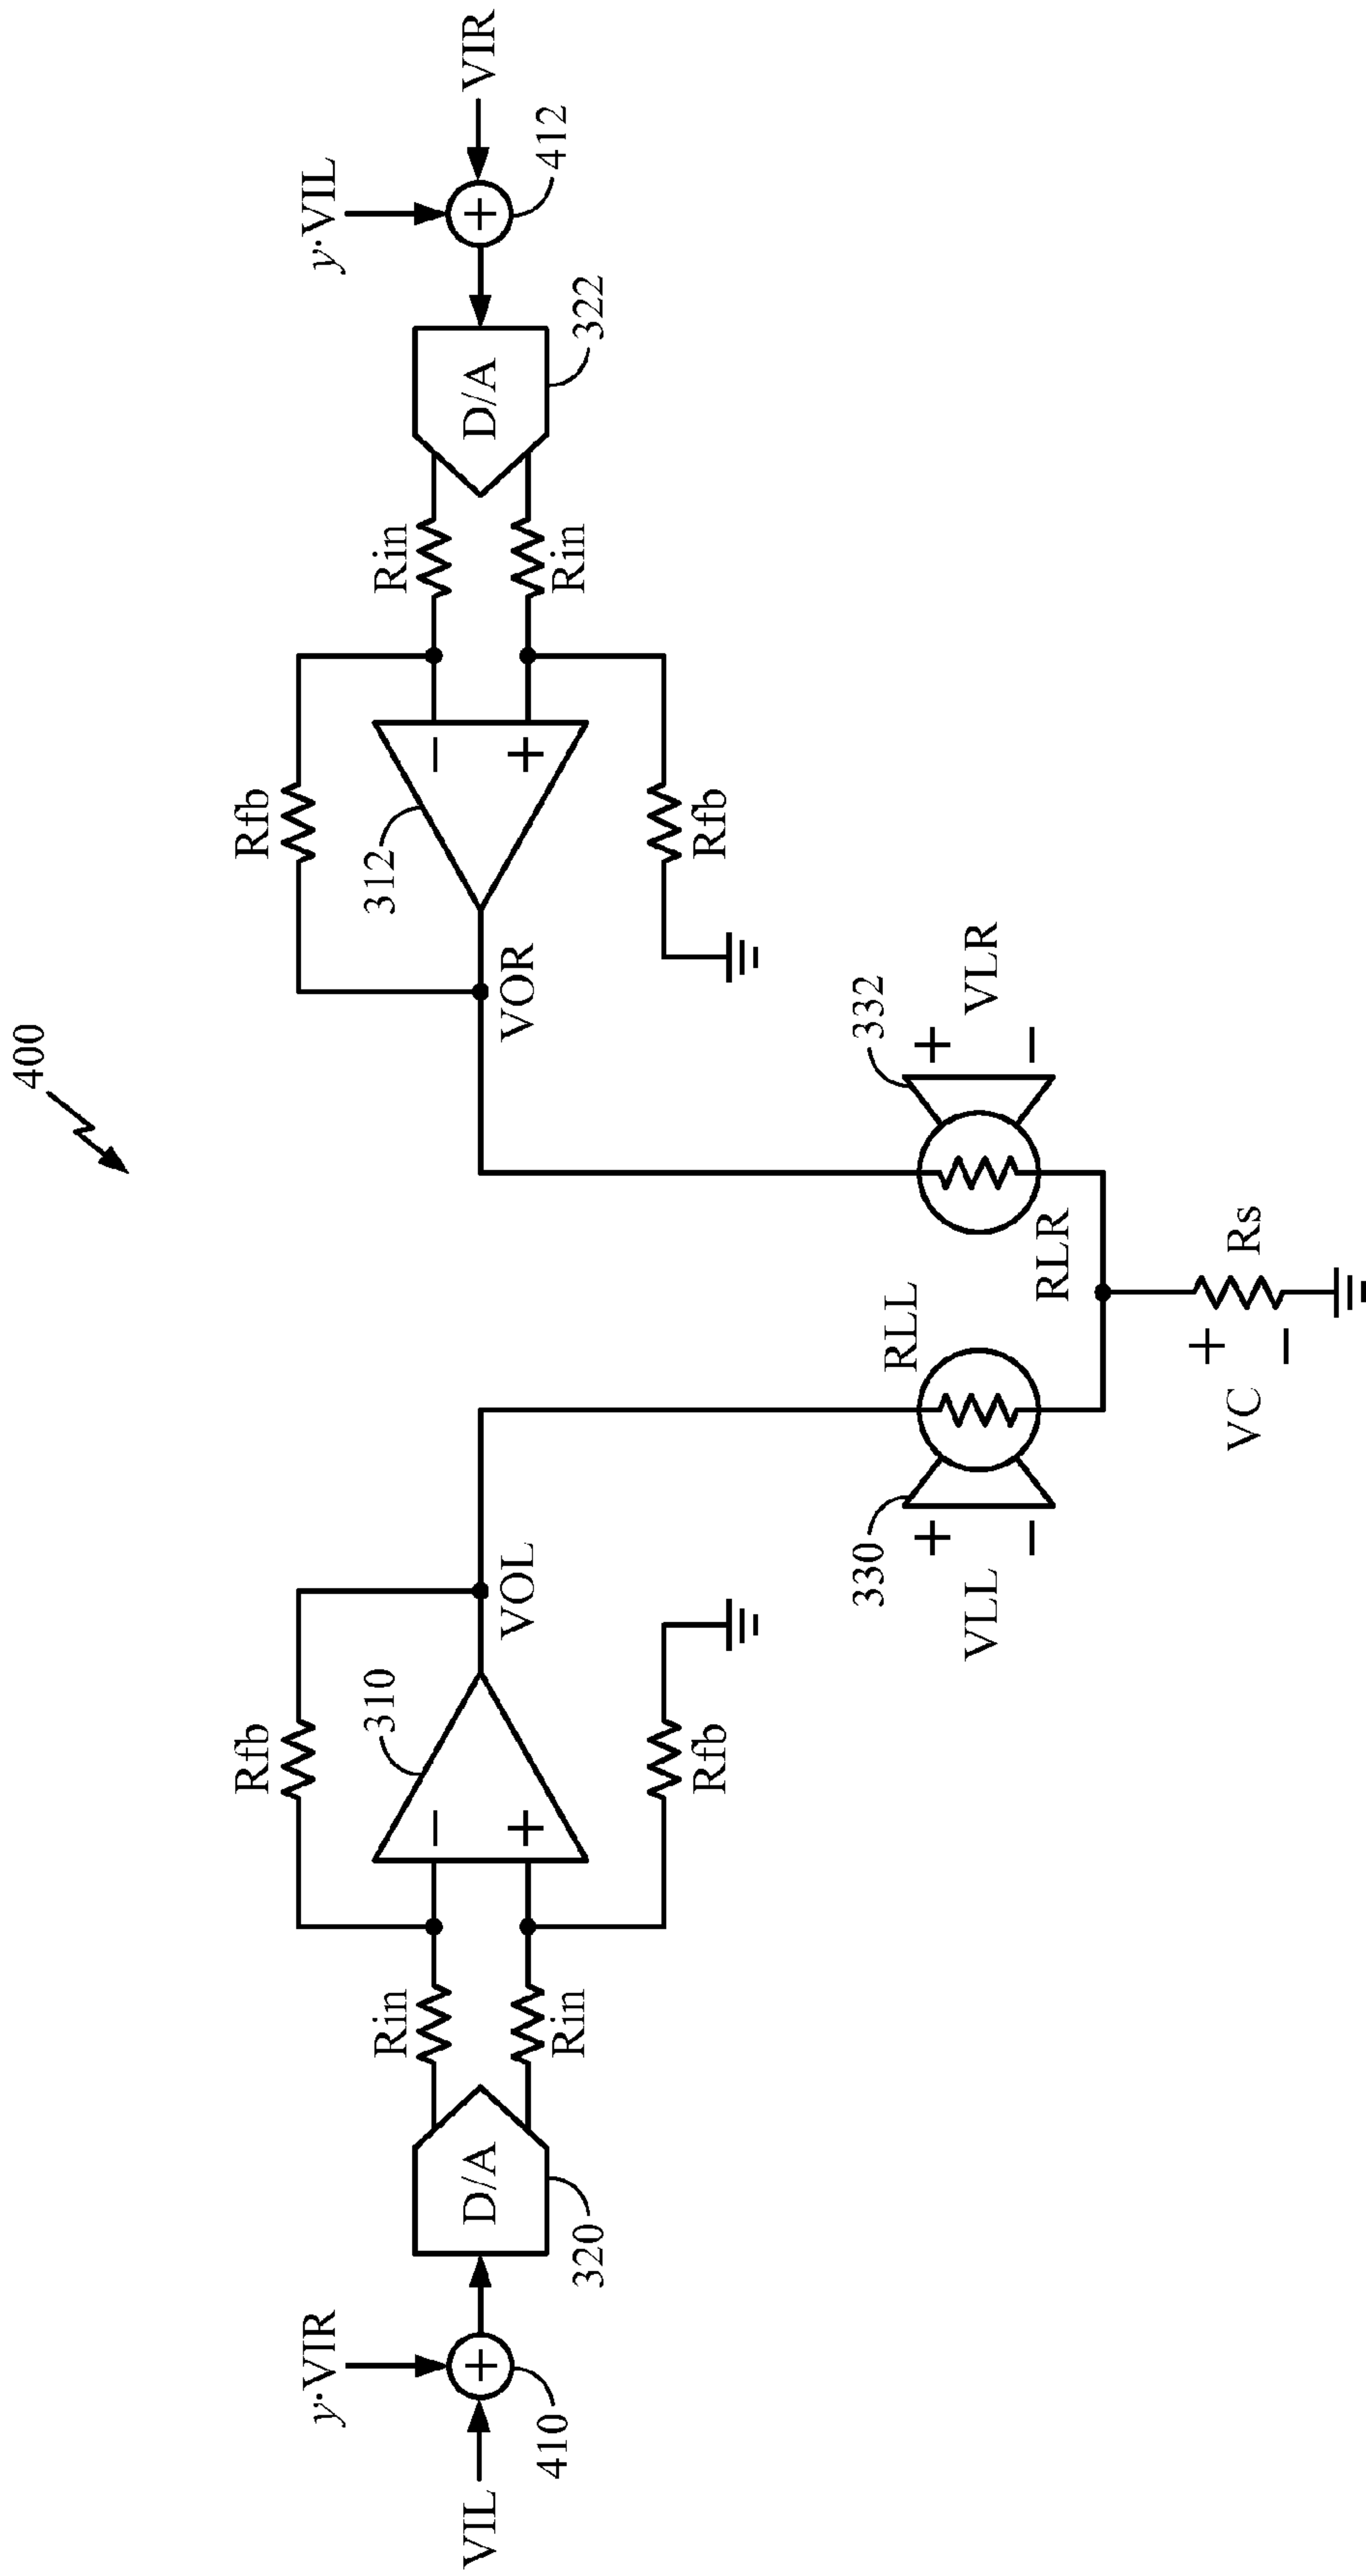 400
y·VIR
VIL
+
410
D/A
320
Rin
Rin
Rfb
−
+
310
Rfb
VOL
y·VIL
VIR
+
412
D/A
322
Rin
Rin
Rfb
−
+
312
Rfb
VOR
330
+
VLL
−
RLL
332
+
VLR
−
RLR
+
VC
−
Rs